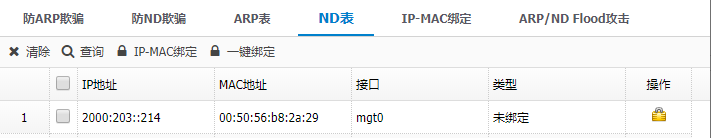 防ARP欺骗 防ND欺骗 ARP表 ND表 IP-MAC绑定 ARP/ND Flood攻击
清除 查询 IP-MAC绑定 一键绑定
IP地址 MAC地址 接口 类型 操作
1 2000:203::214 00:50:56:b8:2a:29 mgt0 未绑定